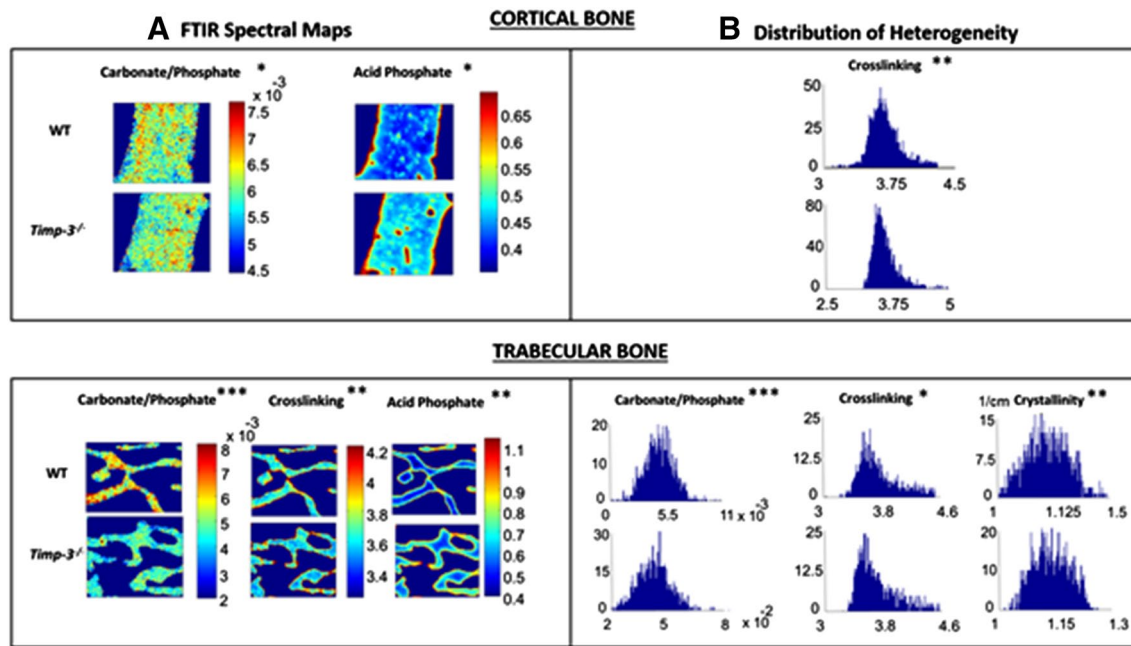 CORTICAL BONE
A FTIR Spectral Maps
B Distribution of Heterogeneity
Carbonate/Phosphate *
x 10-3
7.5
7
6.5
6
5.5
5
4.5
Acid Phosphate *
0.65
0.6
0.55
0.5
0.45
0.4
WT
Timp-3-/-
Crosslinking **
50
25
0
3 3.75 4.5
80
40
0
2.5 3.75 5
TRABECULAR BONE
Carbonate/Phosphate ***
x 10-3
8
7
6
5
4
3
2
Crosslinking **
4.2
4
3.8
3.6
3.4
Acid Phosphate **
1.1
1
0.9
0.8
0.7
0.6
0.5
0.4
WT
Timp-3-/-
Carbonate/Phosphate ***
20
10
0
0 5.5 11 x 10-3
30
15
0
2 5 8 x 10-2
Crosslinking *
25
12.5
0
3 3.8 4.6
25
12.5
0
3 3.8 4.6
1/cm Crystallinity **
15
7.5
0
1 1.125 1.5
20
10
0
1 1.15 1.3